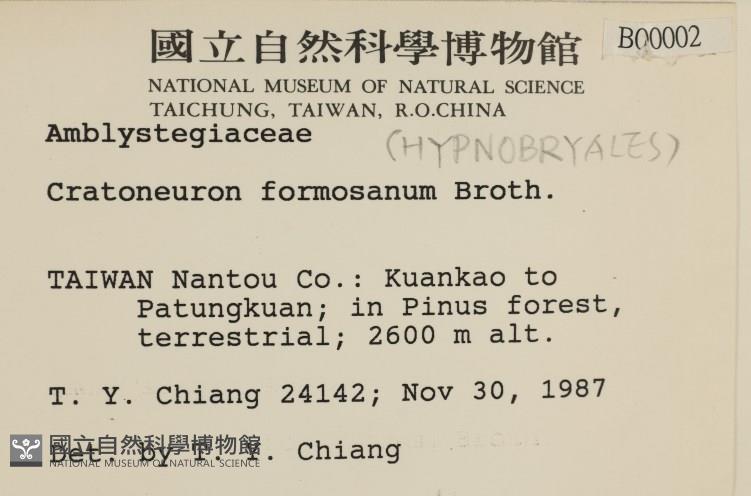 國立自然科學博物館
B00002
NATIONAL MUSEUM OF NATURAL SCIENCE
TAICHUNG, TAIWAN, R.O.CHINA
Amblystegiaceae
(HYPNOBRYALES)
Cratoneuron formosanum Broth.
TAIWAN Nantou Co.: Kuankao to
Patungkuan; in Pinus forest,
terrestrial; 2600 m alt.
T. Y. Chiang 24142; Nov 30, 1987
Det. by T. Y. Chiang
國立自然科學博物館
NATIONAL MUSEUM OF NATURAL SCIENCE